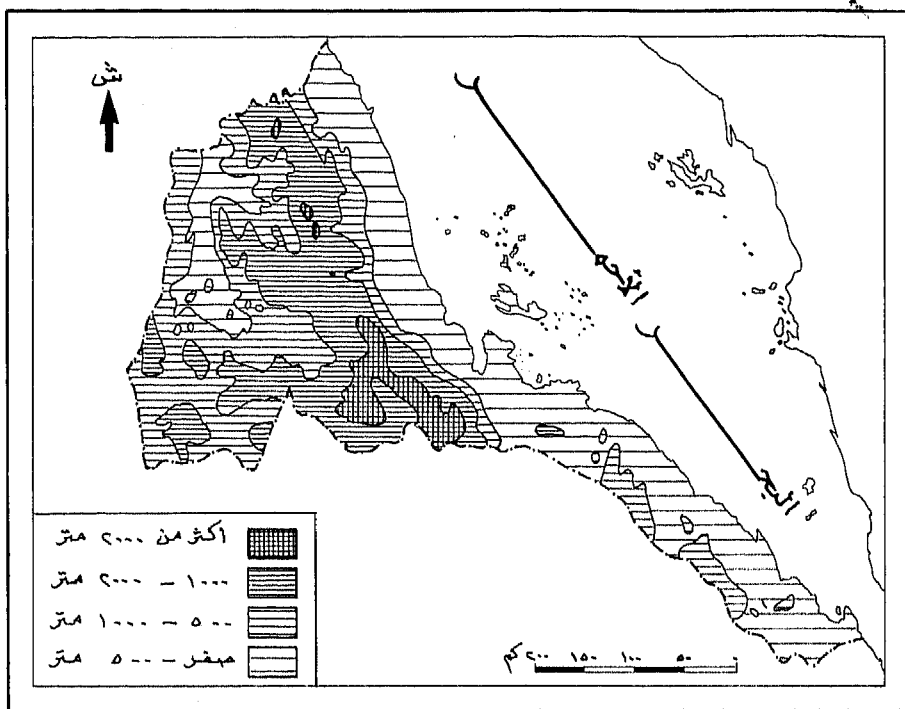 ش
البحر
الأحمر
أكثر من ٢٠٠٠ متر
١٠٠٠ – ٢٠٠٠ متر
٥٠٠ – ١٠٠٠ متر
صفر – ٥٠٠ متر
٠ ٥٠ ١٠٠ ١٥٠ ٢٠٠ كم